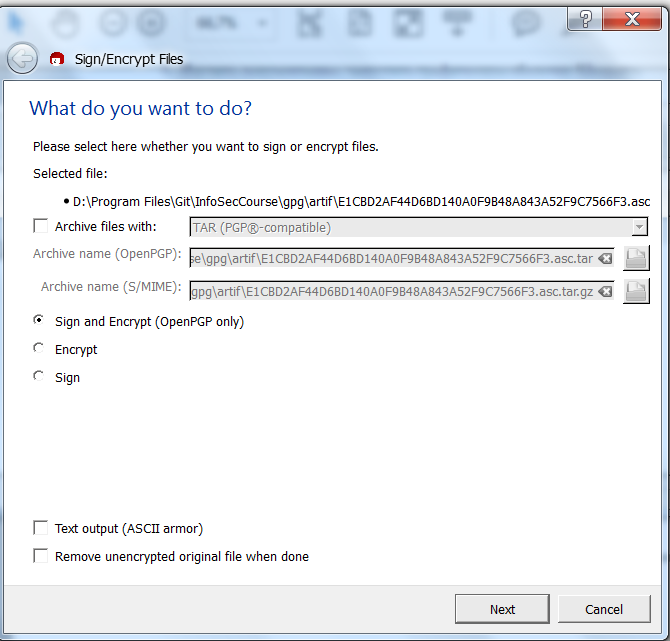 Sign/Encrypt Files
What do you want to do?
Please select here whether you want to sign or encrypt files.
Selected file:
• D:\Program Files\Git\InfoSecCourse\gpg\artif\E1CBD2AF44D6BD140A0F9B48A843A52F9C7566F3.asc
Archive files with: TAR (PGP®-compatible)
Archive name (OpenPGP): se\gpg\artif\E1CBD2AF44D6BD140A0F9B48A843A52F9C7566F3.asc.tar
Archive name (S/MIME): gpg\artif\E1CBD2AF44D6BD140A0F9B48A843A52F9C7566F3.asc.tar.gz
Sign and Encrypt (OpenPGP only)
Encrypt
Sign
Text output (ASCII armor)
Remove unencrypted original file when done
Next Cancel